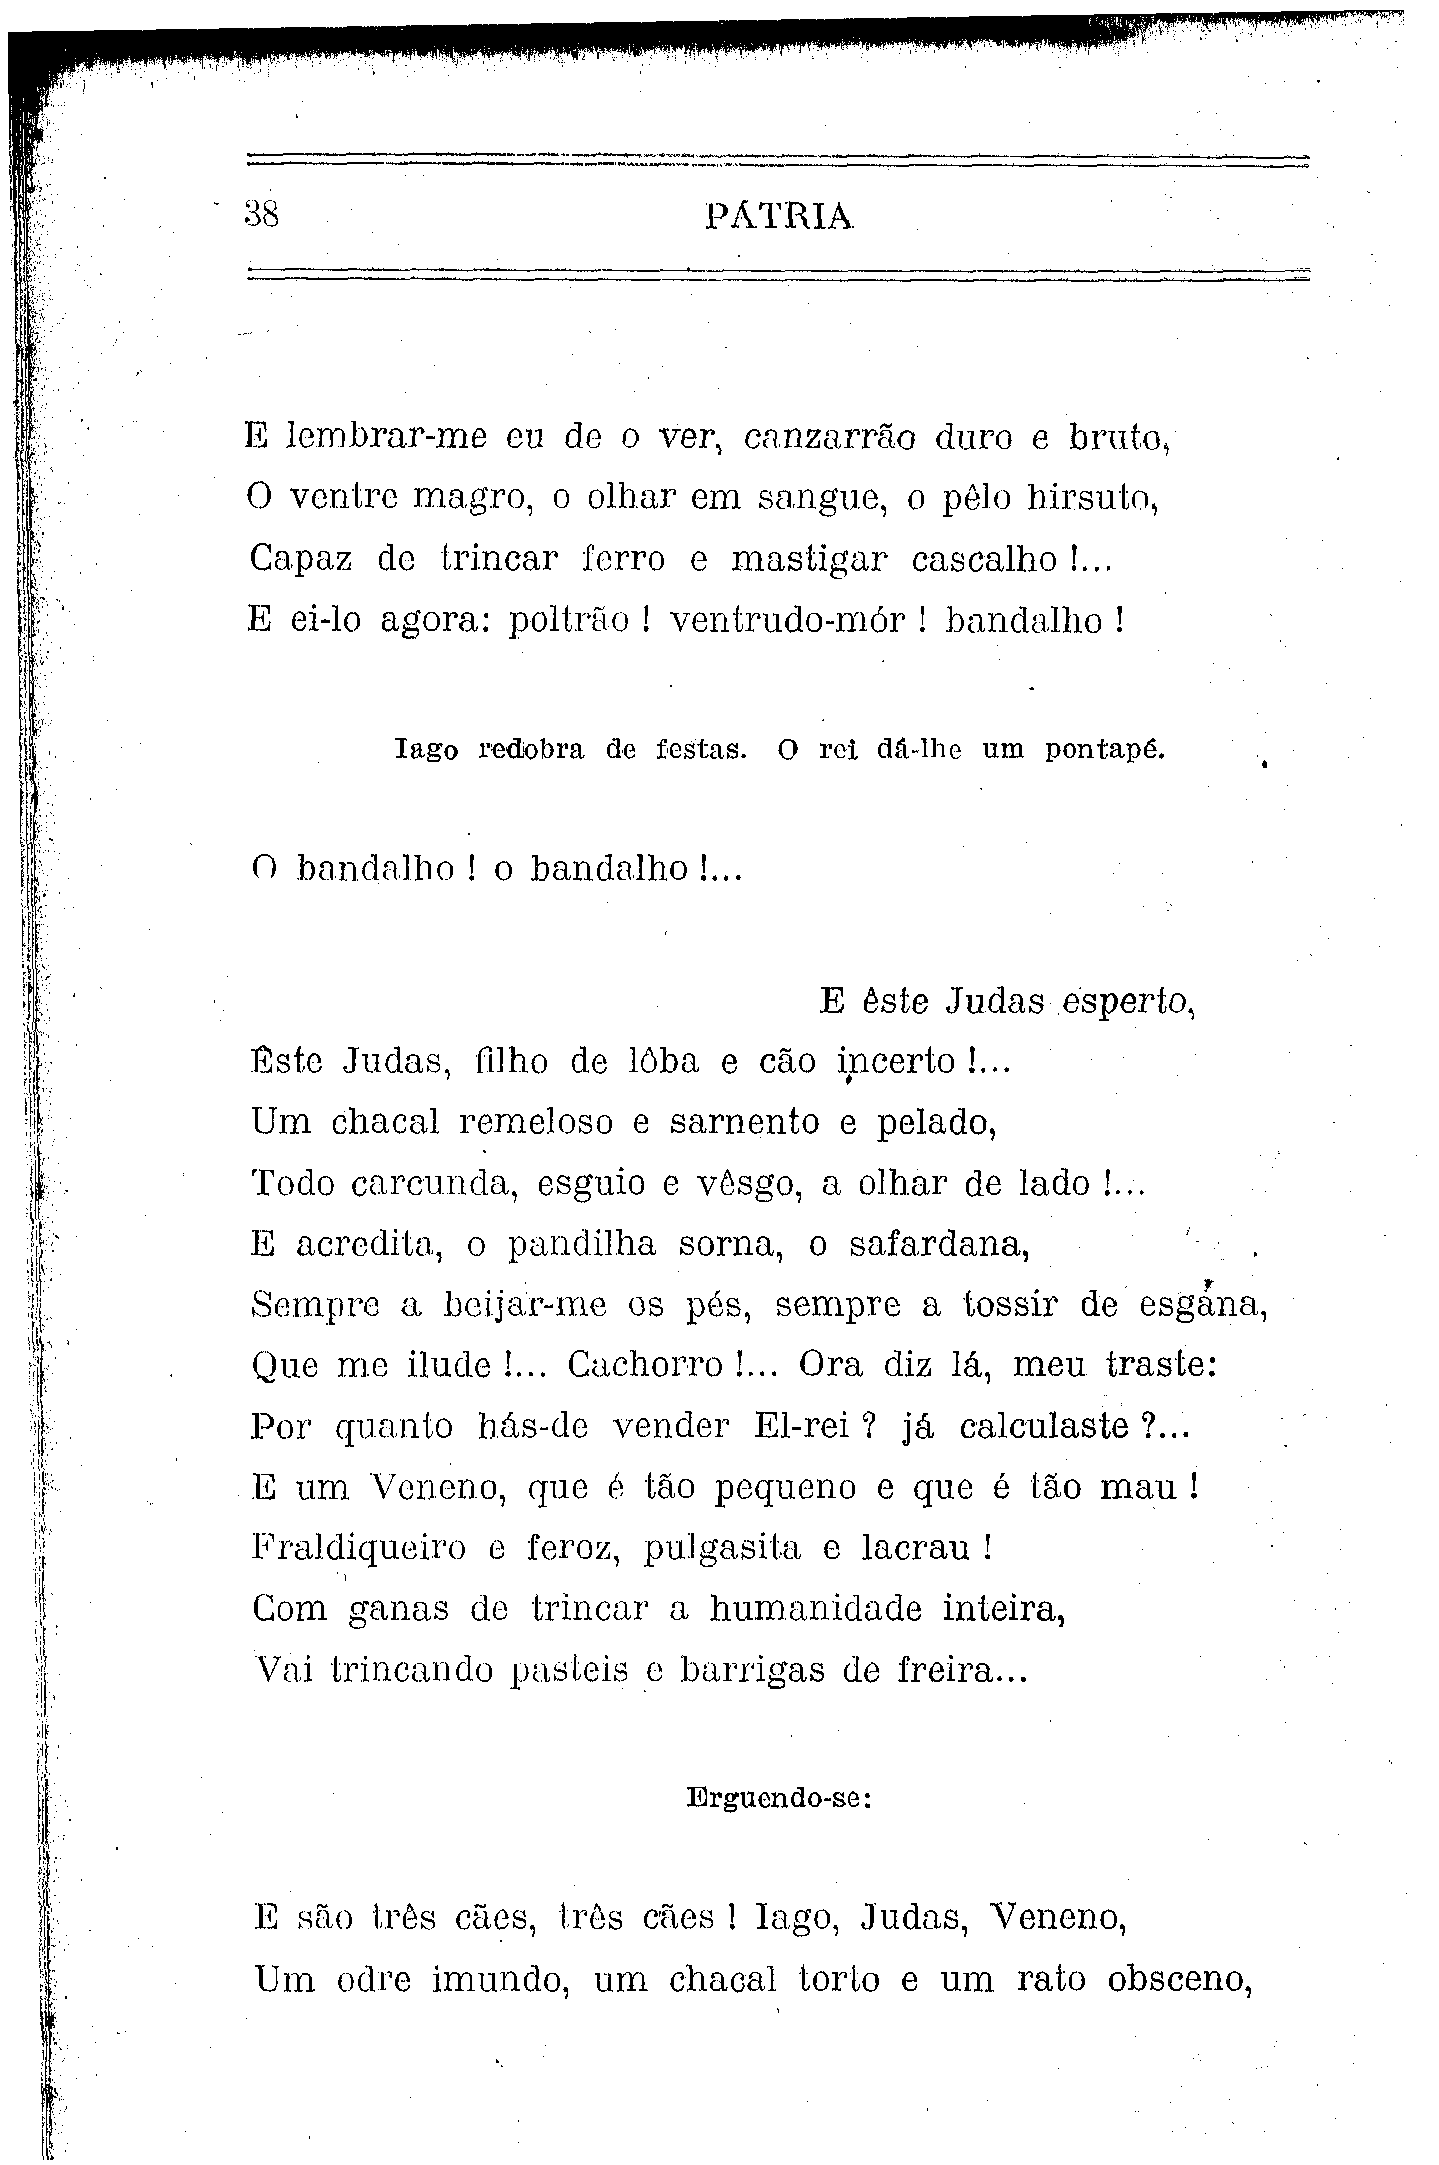 38
PÁTRIA
E lembrar-me eu de o ver, canzarrão duro e bruto,
O ventre magro, o olhar em sangue, o pêlo hirsuto,
Capaz de trincar ferro e mastigar cascalho !...
E ei-lo agora: poltrão ! ventrudo-mór ! bandalho !
Iago redobra de festas. O rei dá-lhe um pontapé.
O bandalho ! o bandalho !...
E êste Judas esperto,
Êste Judas, filho de lôba e cão incerto !...
Um chacal remeloso e sarnento e pelado,
Todo carcunda, esguio e vêsgo, a olhar de lado !...
E acredita, o pandilha sorna, o safardana,
Sempre a beijar-me os pés, sempre a tossir de esgána,
Que me ilude !... Cachorro !... Ora diz lá, meu traste:
Por quanto hás-de vender El-rei ? já calculaste ?...
E um Veneno, que é tão pequeno e que é tão mau !
Fraldiqueiro e feroz, pulgasita e lacrau !
Com ganas de trincar a humanidade inteira,
Vai trincando pasteis e barrigas de freira...
Erguendo-se:
E são três cães, três cães ! Iago, Judas, Veneno,
Um odre imundo, um chacal torto e um rato obsceno,